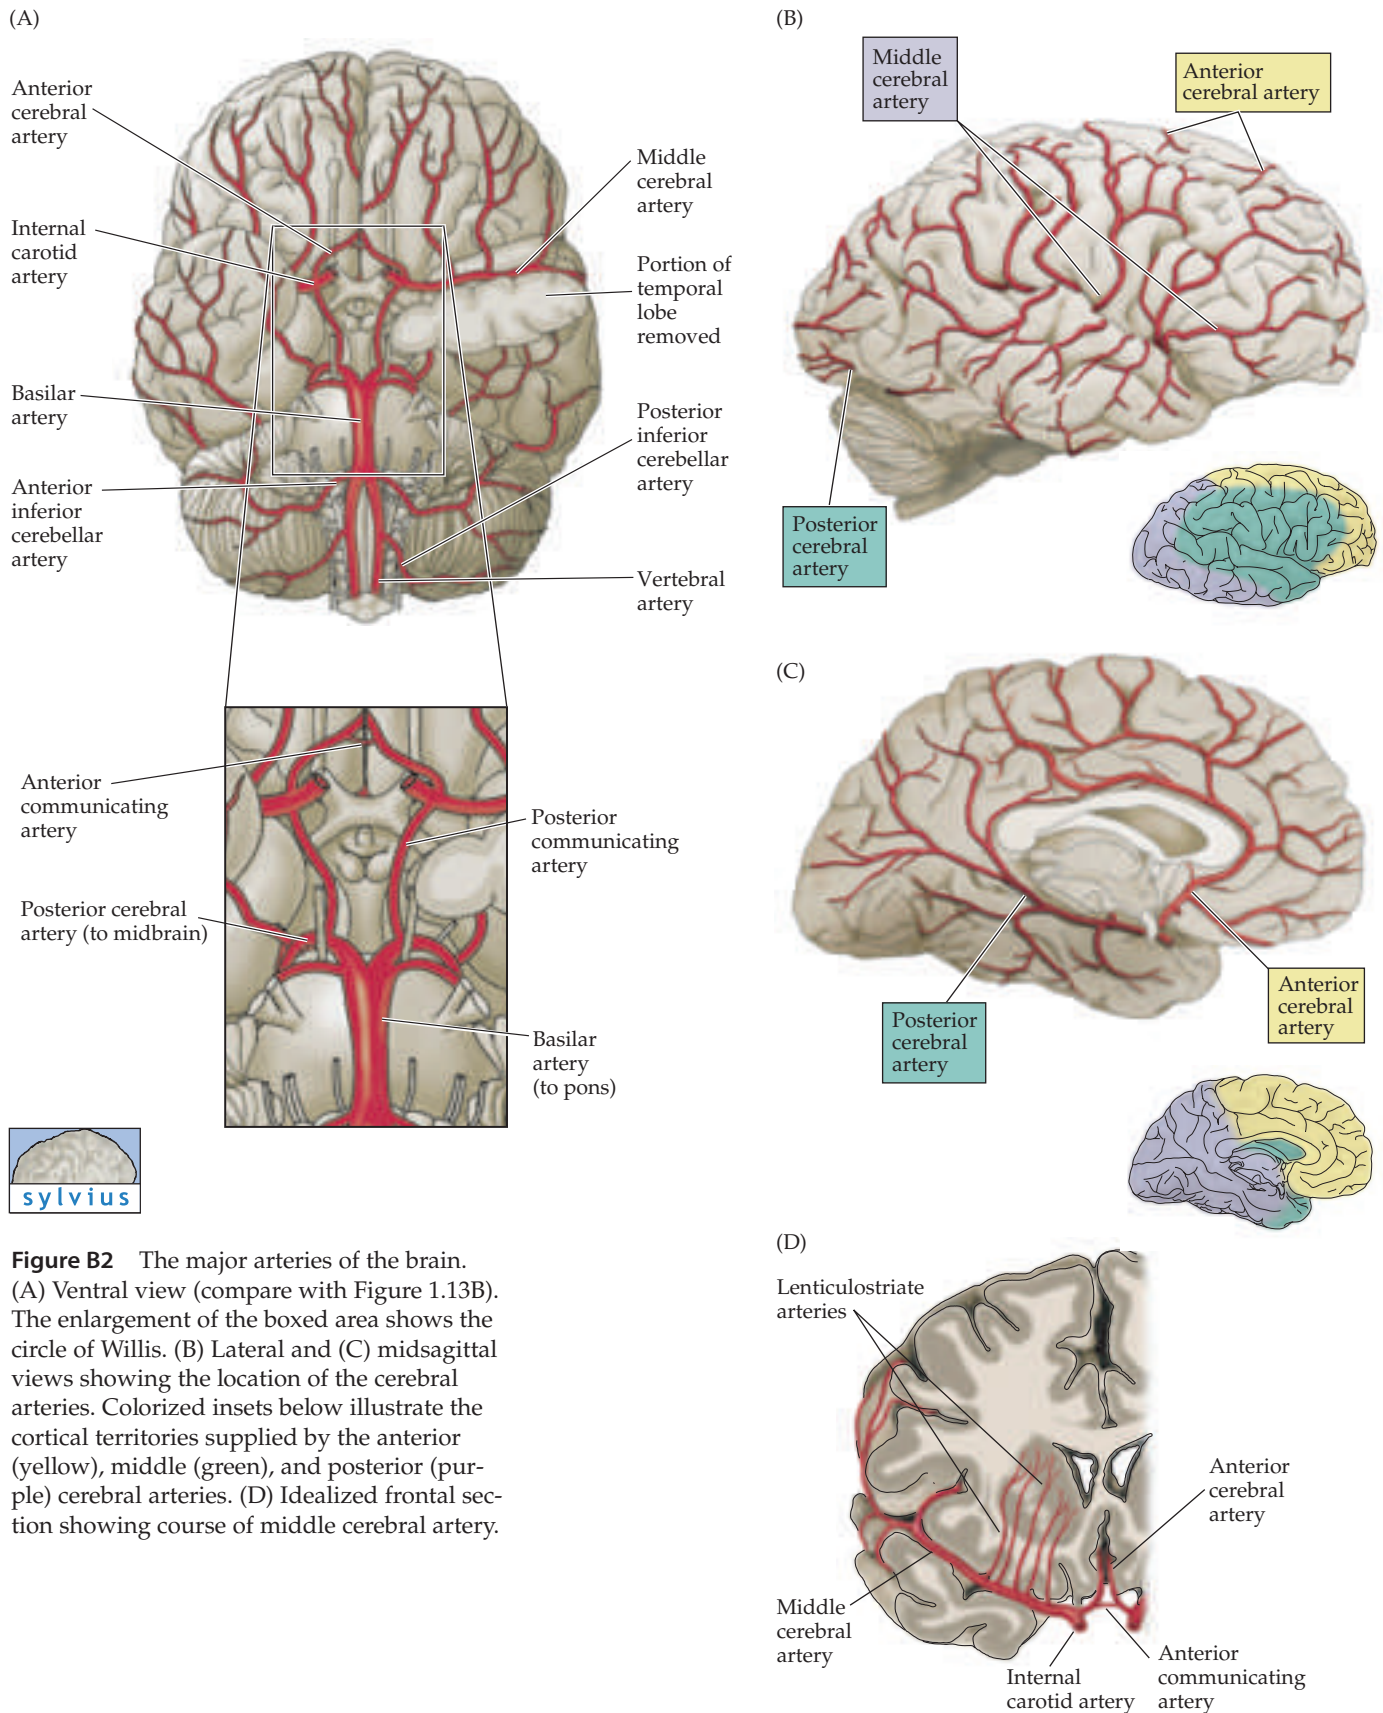 (A)
Anterior
cerebral
artery
Internal
carotid
artery
Basilar
artery
Anterior
inferior
cerebellar
artery
Middle
cerebral
artery
Portion of
temporal
lobe
removed
Posterior
inferior
cerebellar
artery
Vertebral
artery
Anterior
communicating
artery
Posterior cerebral
artery (to midbrain)
Posterior
communicating
artery
Basilar
artery
(to pons)
sylvius
Figure B2 The major arteries of the brain.
(A) Ventral view (compare with Figure 1.13B).
The enlargement of the boxed area shows the
circle of Willis. (B) Lateral and (C) midsagittal
views showing the location of the cerebral
arteries. Colorized insets below illustrate the
cortical territories supplied by the anterior
(yellow), middle (green), and posterior (pur-
ple) cerebral arteries. (D) Idealized frontal sec-
tion showing course of middle cerebral artery.
(B)
Middle
cerebral
artery
Anterior
cerebral artery
Posterior
cerebral
artery
(C)
Posterior
cerebral
artery
Anterior
cerebral
artery
(D)
Lenticulostriate
arteries
Anterior
cerebral
artery
Middle
cerebral
artery
Internal
carotid artery
Anterior
communicating
artery